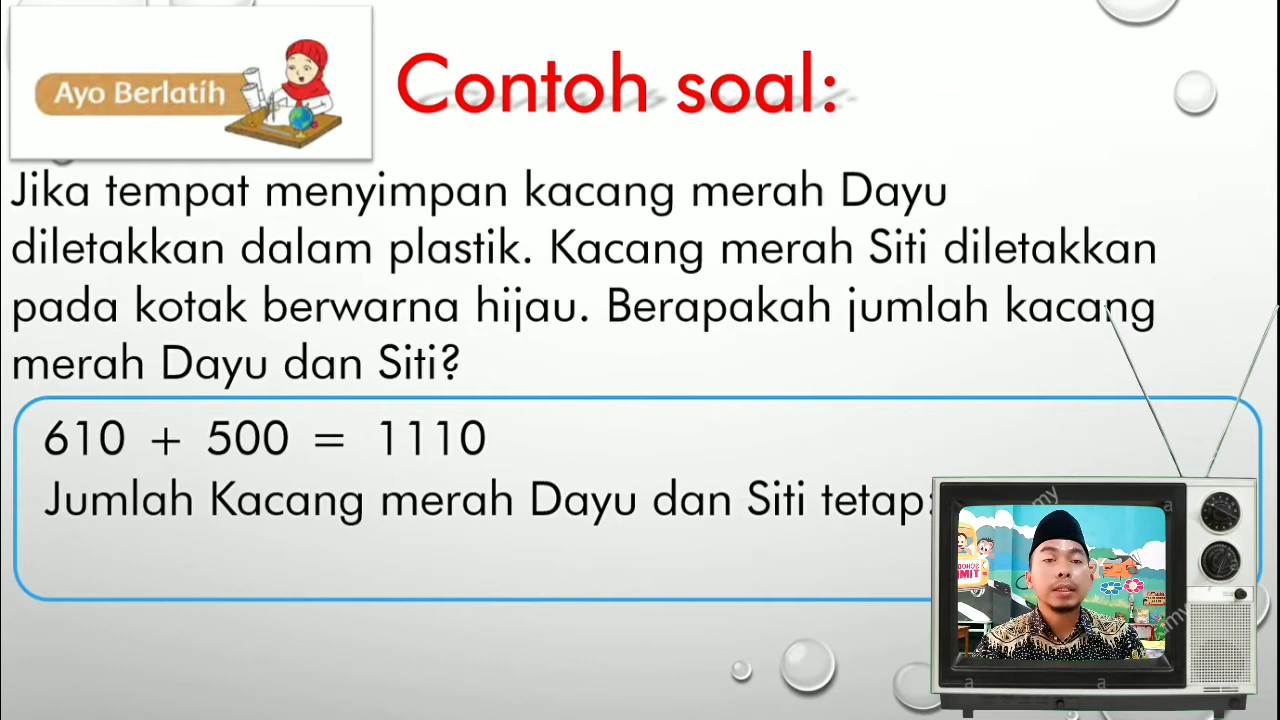 Ayo Berlatih
Contoh soal:
Jika tempat menyimpan kacang merah Dayu
diletakkan dalam plastik. Kacang merah Siti diletakkan
pada kotak berwarna hijau. Berapakah jumlah kacang
merah Dayu dan Siti?
610 + 500 = 1110
Jumlah Kacang merah Dayu dan Siti tetap: